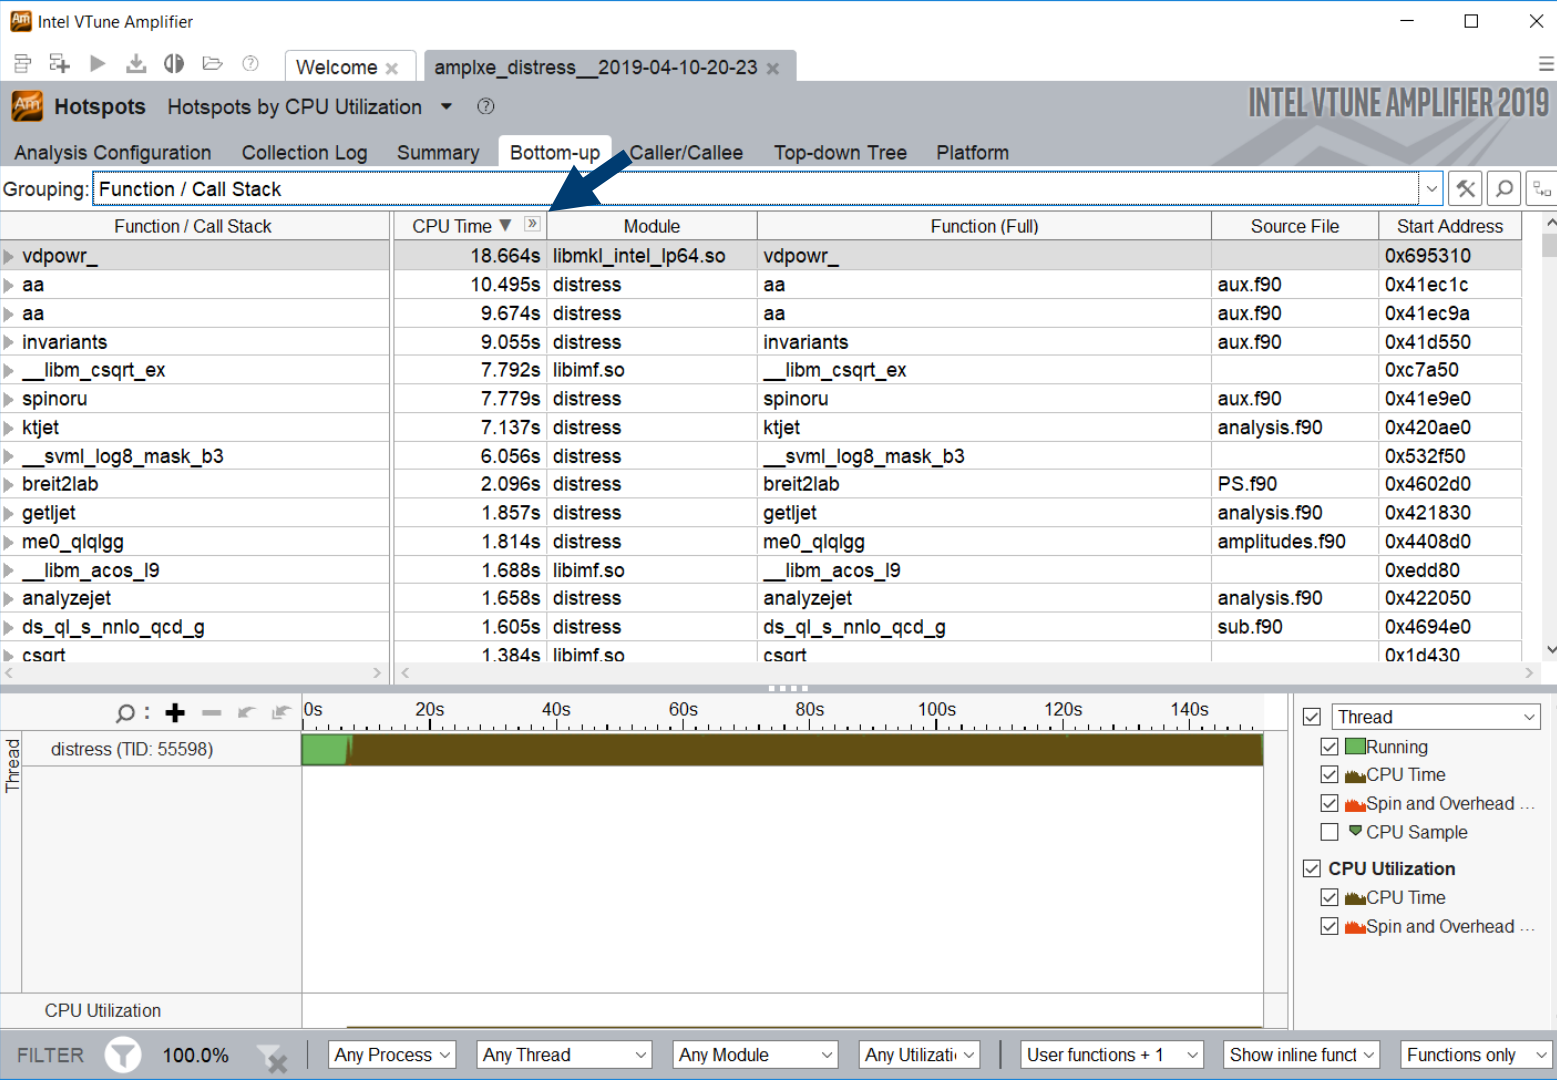 Am Intel VTune Amplifier
Welcome amplxe_distress__2019-04-10-20-23
Am Hotspots Hotspots by CPU Utilization INTEL VTUNE AMPLIFIER 2019
Analysis Configuration Collection Log Summary Bottom-up Caller/Callee Top-down Tree Platform
Grouping: Function / Call Stack
Function / Call Stack CPU Time Module Function (Full) Source File Start Address
vdpowr_ 18.664s libmkl_intel_lp64.so vdpowr_ 0x695310
aa 10.495s distress aa aux.f90 0x41ec1c
aa 9.674s distress aa aux.f90 0x41ec9a
invariants 9.055s distress invariants aux.f90 0x41d550
__libm_csqrt_ex 7.792s libimf.so __libm_csqrt_ex 0xc7a50
spinoru 7.779s distress spinoru aux.f90 0x41e9e0
ktjet 7.137s distress ktjet analysis.f90 0x420ae0
__svml_log8_mask_b3 6.056s distress __svml_log8_mask_b3 0x532f50
breit2lab 2.096s distress breit2lab PS.f90 0x4602d0
getljet 1.857s distress getljet analysis.f90 0x421830
me0_qlqlgg 1.814s distress me0_qlqlgg amplitudes.f90 0x4408d0
__libm_acos_l9 1.688s libimf.so __libm_acos_l9 0xedd80
analyzejet 1.658s distress analyzejet analysis.f90 0x422050
ds_ql_s_nnlo_qcd_g 1.605s distress ds_ql_s_nnlo_qcd_g sub.f90 0x4694e0
csqrt 1.384s libimf.so csqrt 0x1d430
0s 20s 40s 60s 80s 100s 120s 140s
Thread
distress (TID: 55598)
CPU Utilization
Thread
Running
CPU Time
Spin and Overhead ...
CPU Sample
CPU Utilization
CPU Time
Spin and Overhead ...
FILTER 100.0% Any Process Any Thread Any Module Any Utilizati User functions + 1 Show inline funct Functions only